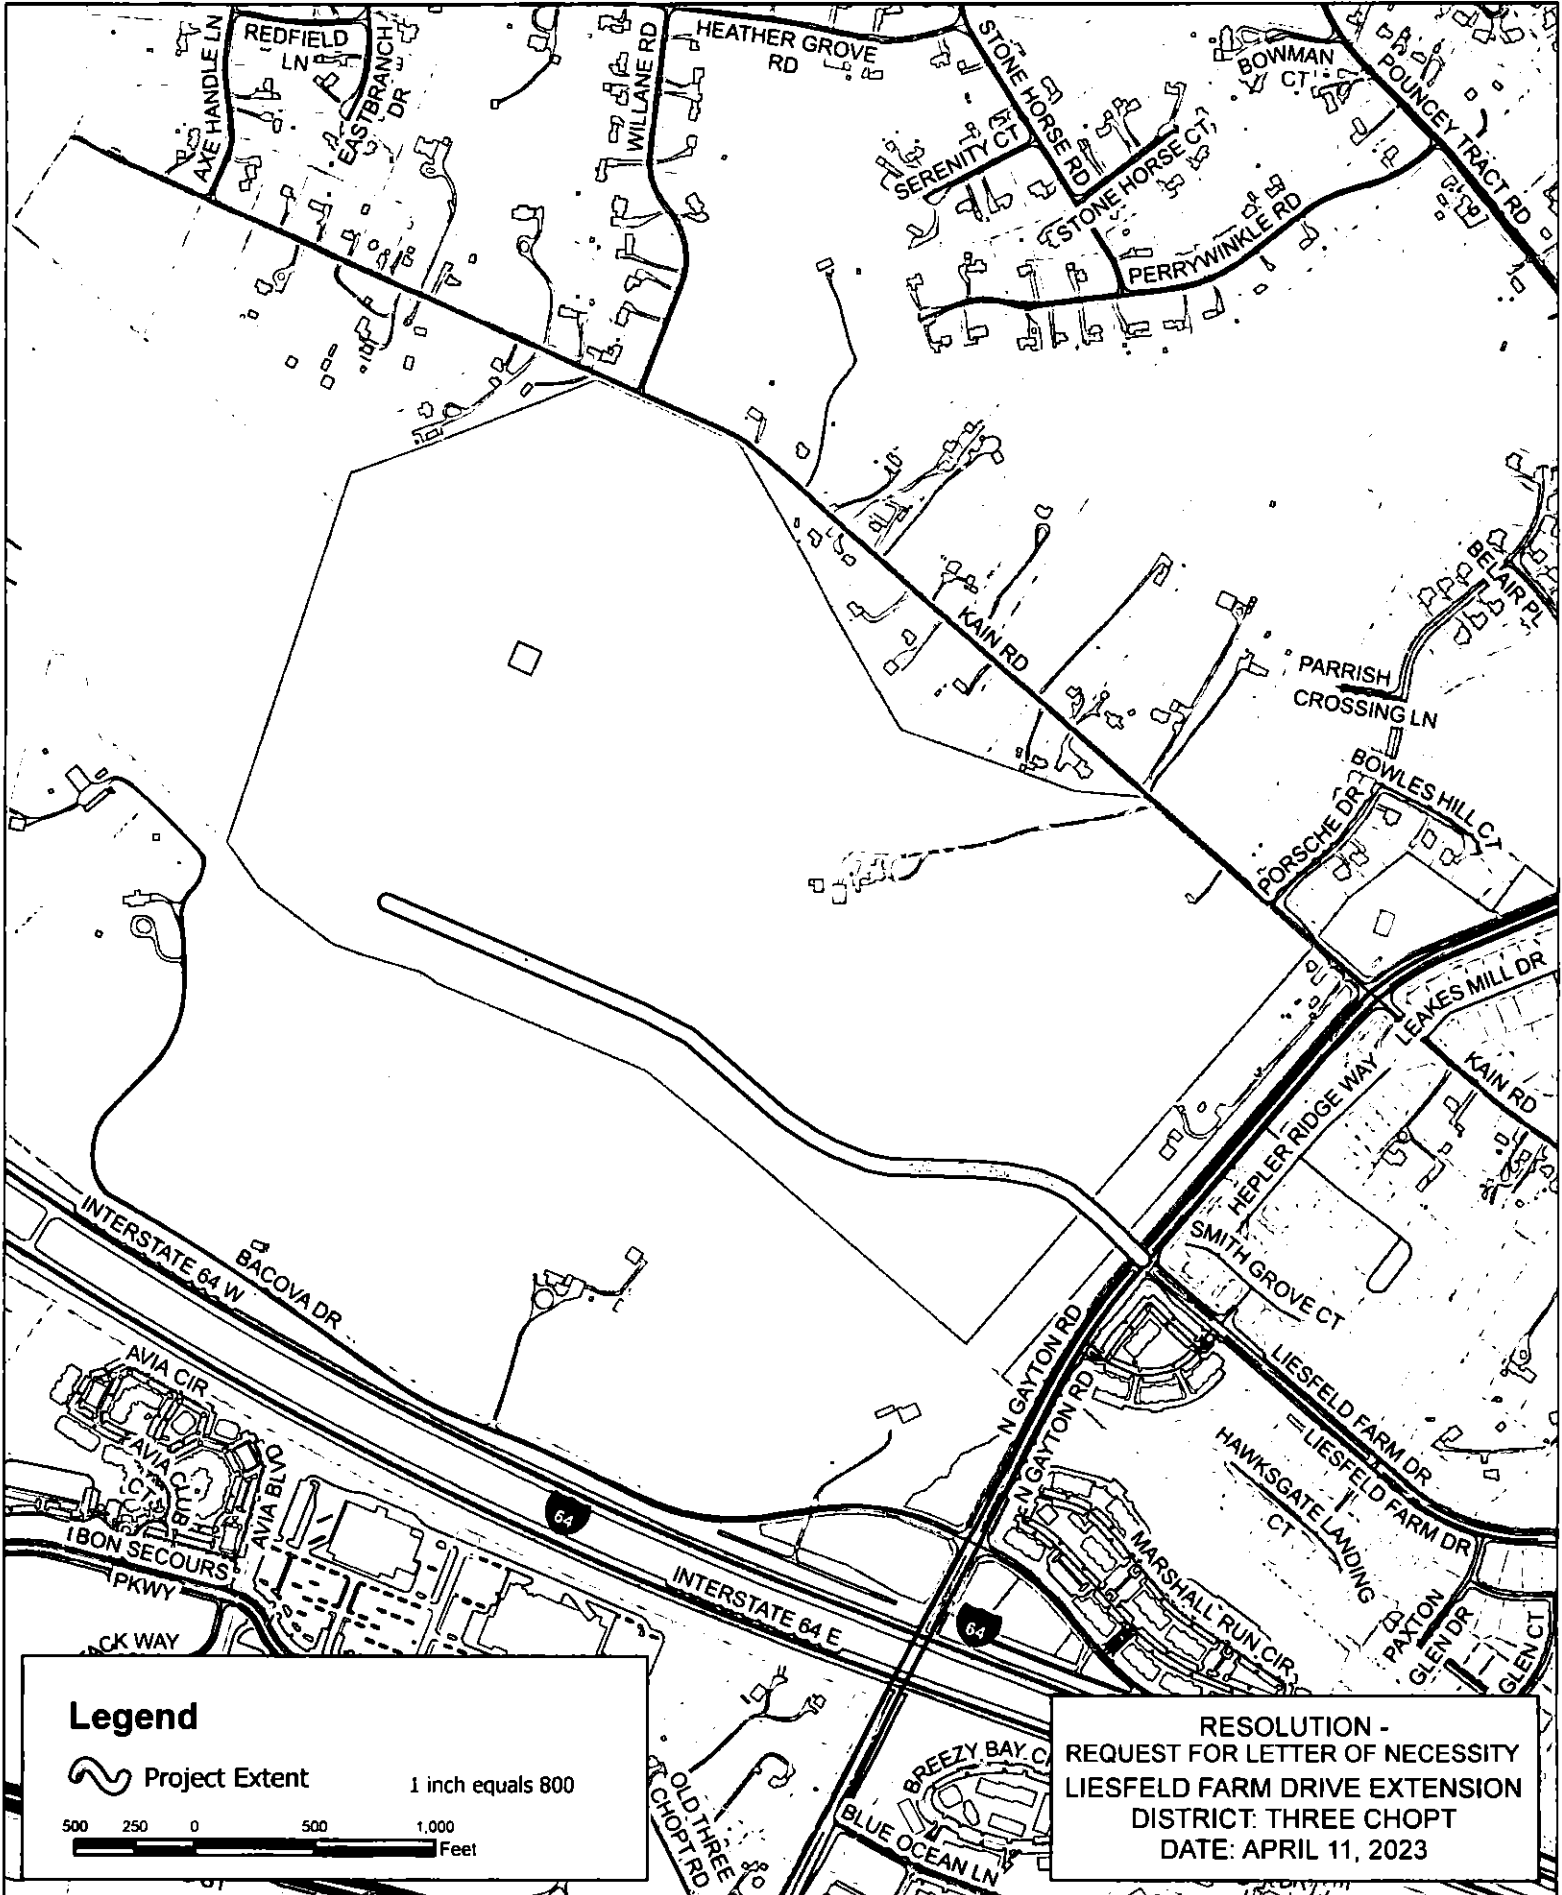 AXE HANDLE LN
REDFIELD
LN
EASTBRANCH
DR
WILLANE RD
HEATHER GROVE
RD
STONE HORSE RD
SERENITY CT
STONE HORSE CT
BOWMAN
CT
POUNCEY TRACT RD
PERRYWINKLE RD
KAIN RD
BELAIR PL
PARRISH
CROSSING LN
BOWLES HILL CT
PORSCHE DR
LEAKES MILL DR
KAIN RD
HEPLER RIDGE WAY
SMITH GROVE CT
INTERSTATE 64 W
BACOVA DR
N GAYTON RD
N GAYTON RD
LIESFELD FARM DR
LIESFELD FARM DR
HAWKSGATE LANDING
CT
AVIA CIR
AVIA CLUB
CT
AVIA BLVD
BON SECOURS
PKWY
64
INTERSTATE 64 E
64
MARSHALL RUN CIR
PAXTON
GLEN DR
GLEN CT
ACK WAY
OLD THREE
CHOPT RD
BREEZY BAY C
BLUE OCEAN LN
Legend
Project Extent
1 inch equals 800
500 250 0 500 1,000
Feet
RESOLUTION -
REQUEST FOR LETTER OF NECESSITY
LIESFELD FARM DRIVE EXTENSION
DISTRICT: THREE CHOPT
DATE: APRIL 11, 2023